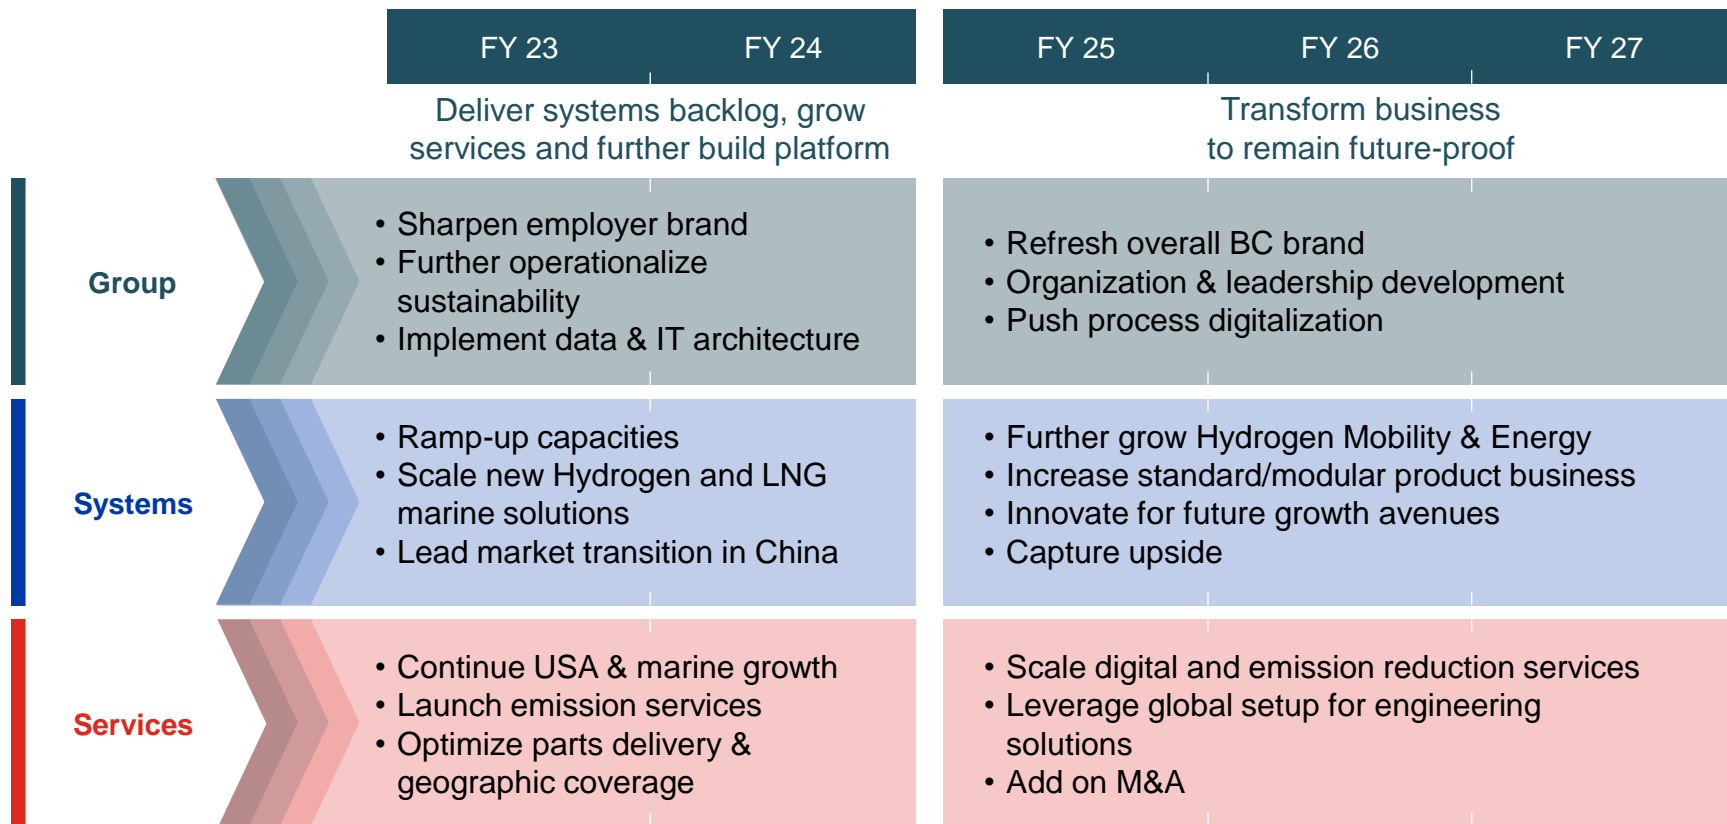 FY 23 FY 24 FY 25 FY 26 FY 27
Deliver systems backlog, grow
services and further build platform
Transform business
to remain future-proof
Group
• Sharpen employer brand
• Further operationalize
sustainability
• Implement data & IT architecture
• Refresh overall BC brand
• Organization & leadership development
• Push process digitalization
Systems
• Ramp-up capacities
• Scale new Hydrogen and LNG
marine solutions
• Lead market transition in China
• Further grow Hydrogen Mobility & Energy
• Increase standard/modular product business
• Innovate for future growth avenues
• Capture upside
Services
• Continue USA & marine growth
• Launch emission services
• Optimize parts delivery &
geographic coverage
• Scale digital and emission reduction services
• Leverage global setup for engineering
solutions
• Add on M&A